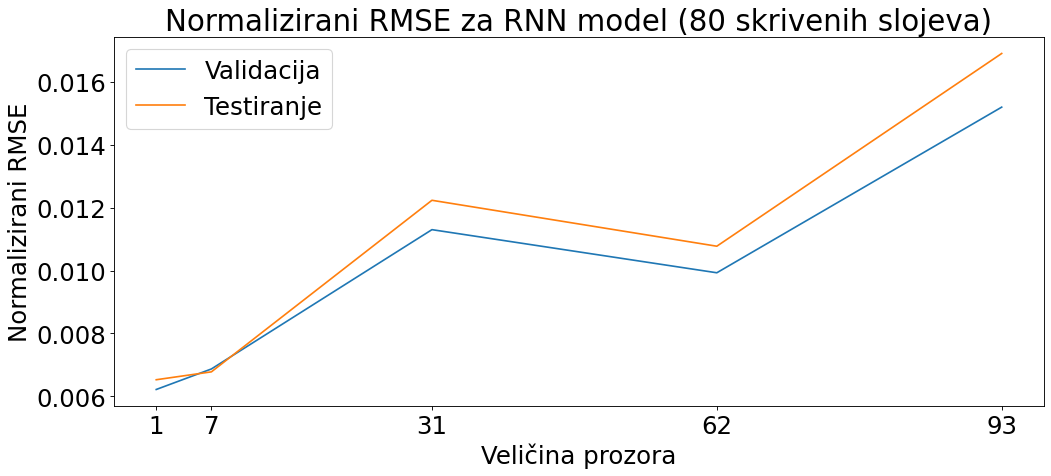 Normalizirani RMSE za RNN model (80 skrivenih slojeva)
Validacija
Testiranje
Normalizirani RMSE
0.016
0.014
0.012
0.010
0.008
0.006
1 7 31 62 93
Veličina prozora